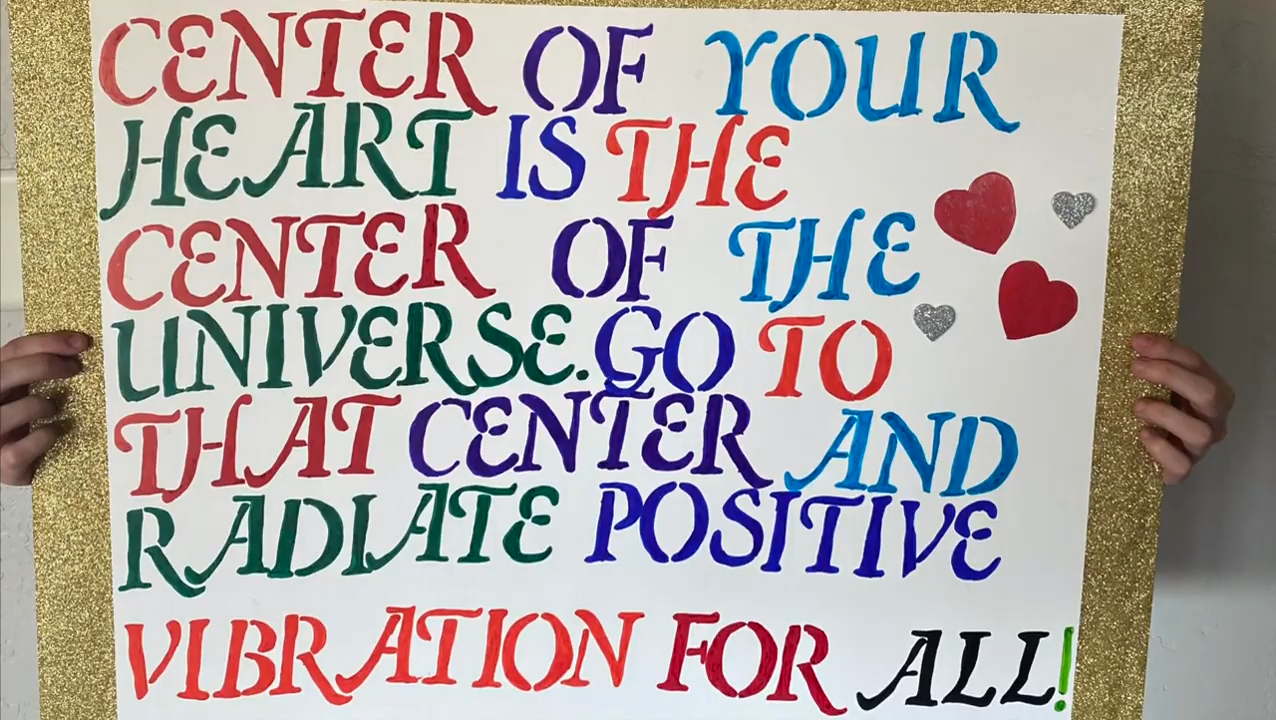 CENTER OF YOUR
HEART IS THE
CENTER OF THE
UNIVERSE. GO TO
THAT CENTER AND
RADIATE POSITIVE
VIBRATION FOR ALL!